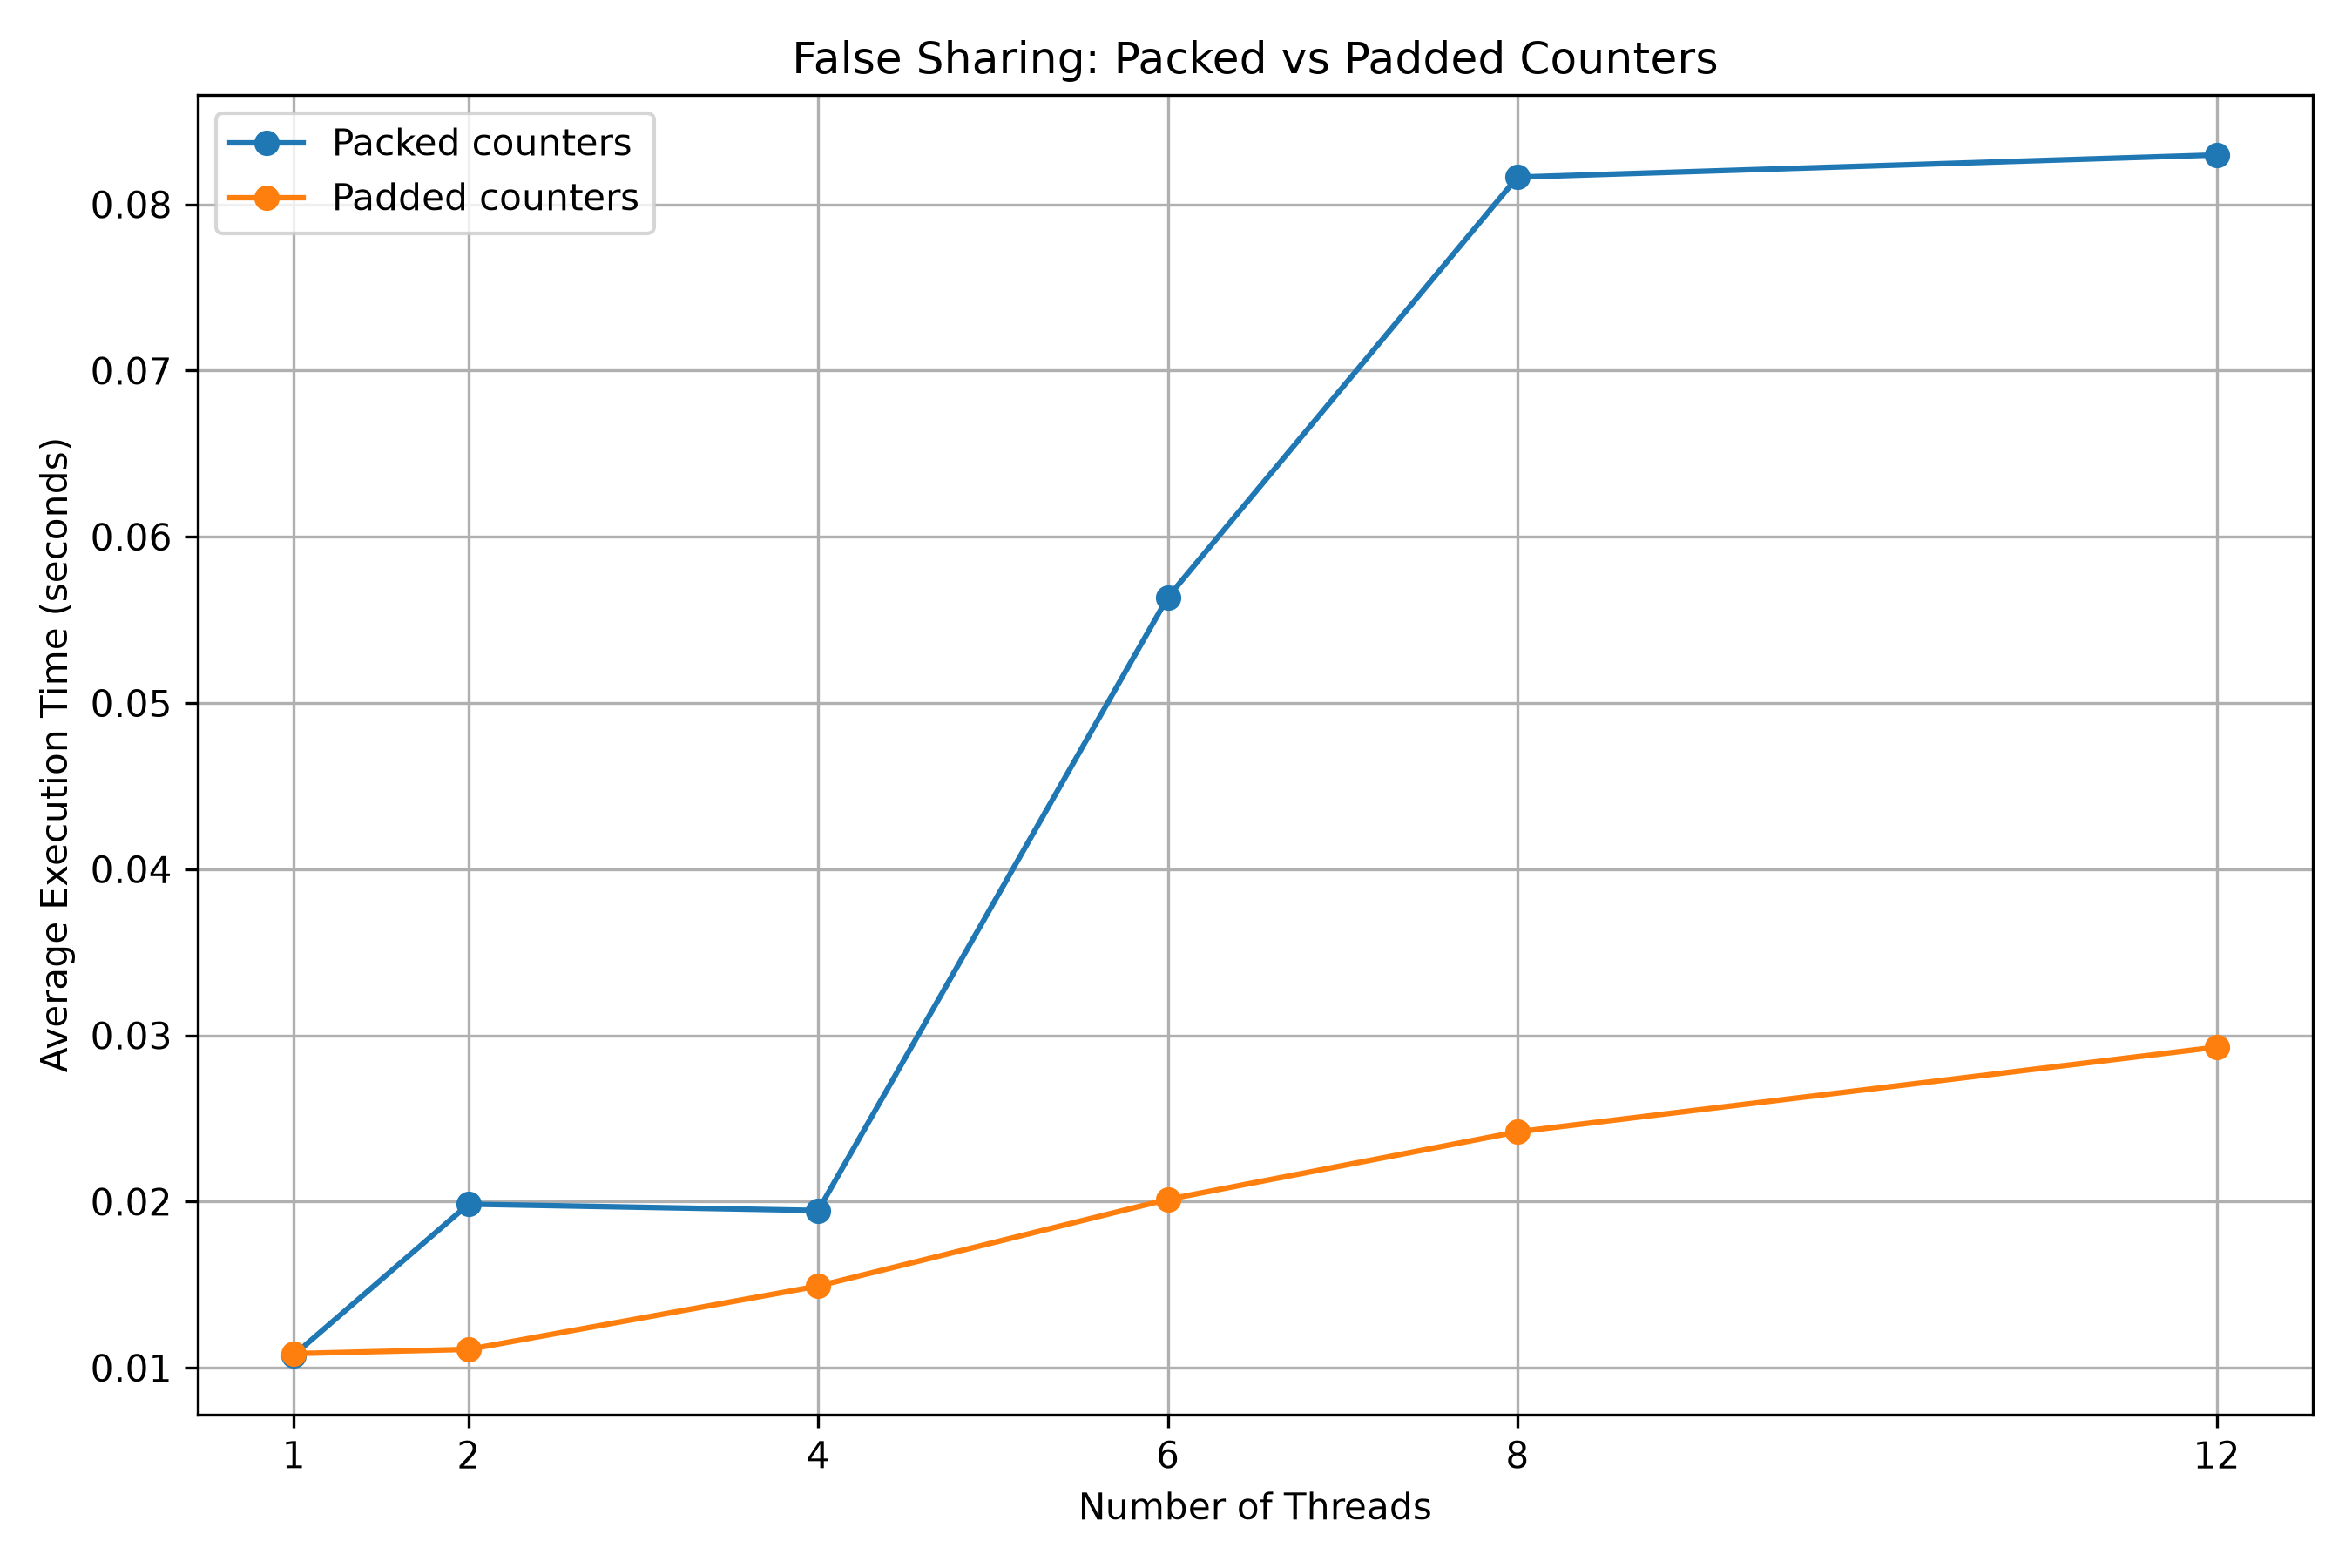 False Sharing: Packed vs Padded Counters
Packed counters
Padded counters
0.08
0.07
0.06
0.05
0.04
0.03
0.02
0.01
Average Execution Time (seconds)
1 2 4 6 8 12
Number of Threads